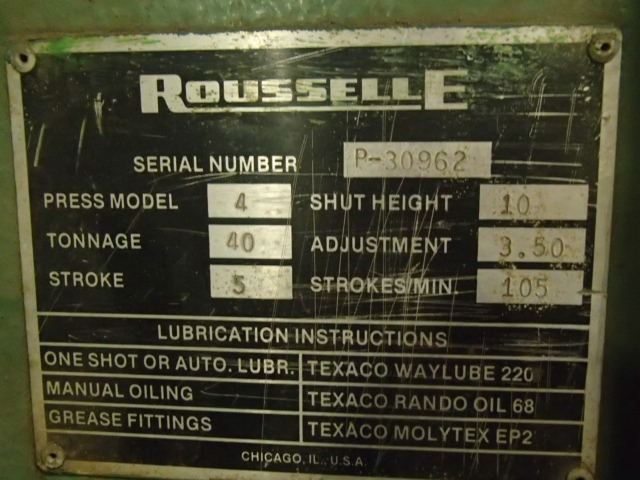 ROUSSELLE
SERIAL NUMBER P-30962
PRESS MODEL 4 SHUT HEIGHT 10
TONNAGE 40 ADJUSTMENT 3.50
STROKE 5 STROKES/MIN 105
LUBRICATION INSTRUCTIONS
ONE SHOT OR AUTO. LUBR. TEXACO WAYLUBE 220
MANUAL OILING TEXACO RANDO OIL 68
GREASE FITTINGS TEXACO MOLYTEX EP2
CHICAGO, IL., U.S.A.